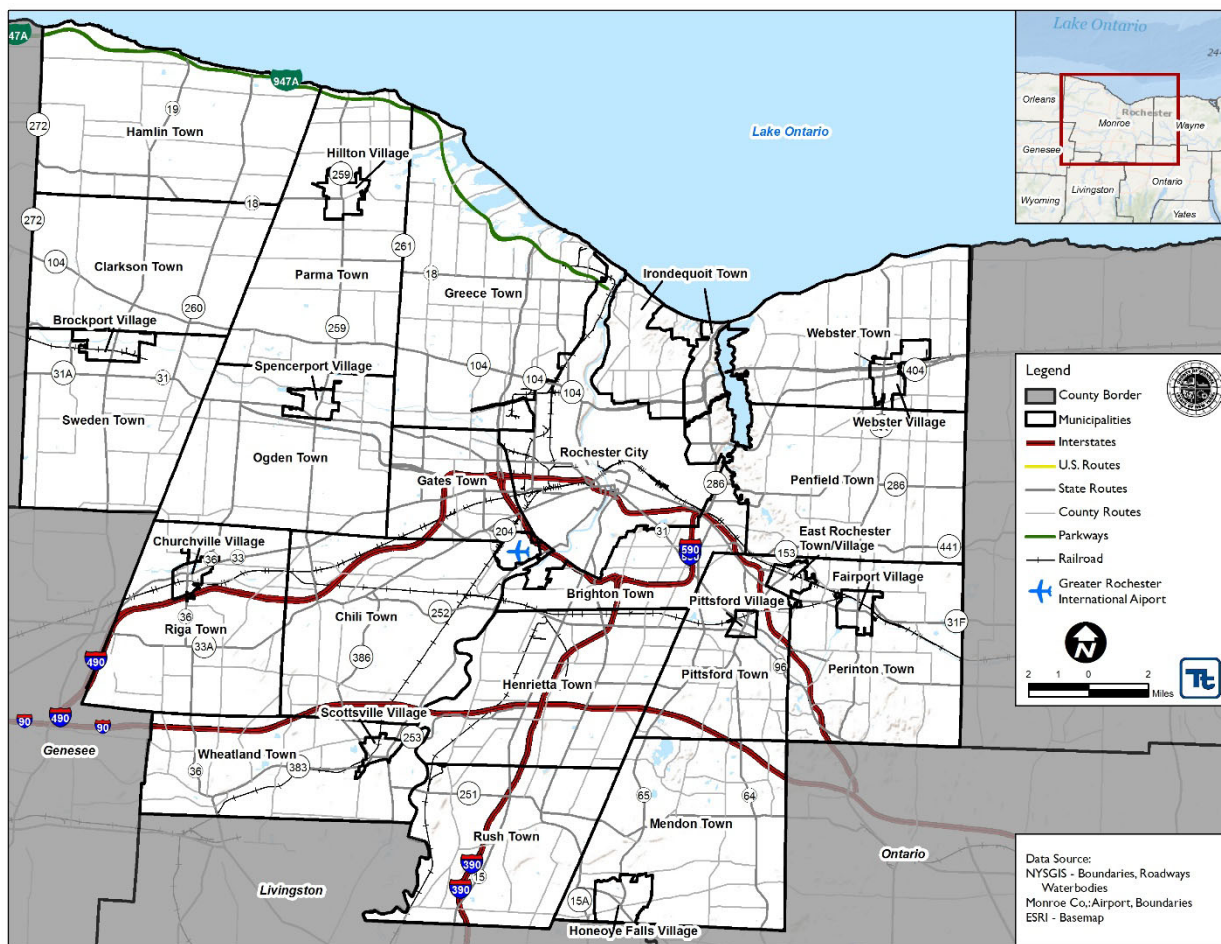 47A
947A
Lake Ontario
244
Orleans
Rochester
Monroe
Wayne
Genesee
Livingston
Ontario
Wyoming
Yates
272
19
Hamlin Town
Hillton Village
259
Lake Ontario
18
272
261
Clarkson Town
Parma Town
18
Greece Town
Irondequoit Town
104
260
Webster Town
Brockport Village
259
31A
31
Spencerport Village
104
104
104
404
Sweden Town
Webster Village
Ogden Town
Rochester City
Gates Town
286
Penfield Town
286
204
31
Churchville Village
36
33
590
153
East Rochester
Town/Village
441
Fairport Village
Brighton Town
36
252
Pittsford Village
31F
Riga Town
Chili Town
33A
490
386
96
Perinton Town
Pittsford Town
Henrietta Town
Scottsville Village
90
490
90
253
Genesee
Wheatland Town
36
383
251
65
64
Mendon Town
Rush Town
390
15
390
Ontario
Livingston
15A
Honeoye Falls Village
Legend
County Border
Municipalities
Interstates
U.S. Routes
State Routes
County Routes
Parkways
Railroad
Greater Rochester
International Aiport
N
2 1 0 2
Miles
Tt
Data Source:
NYSGIS - Boundaries, Roadways
Waterbodies
Monroe Co,:Airport, Boundaries
ESRI - Basemap